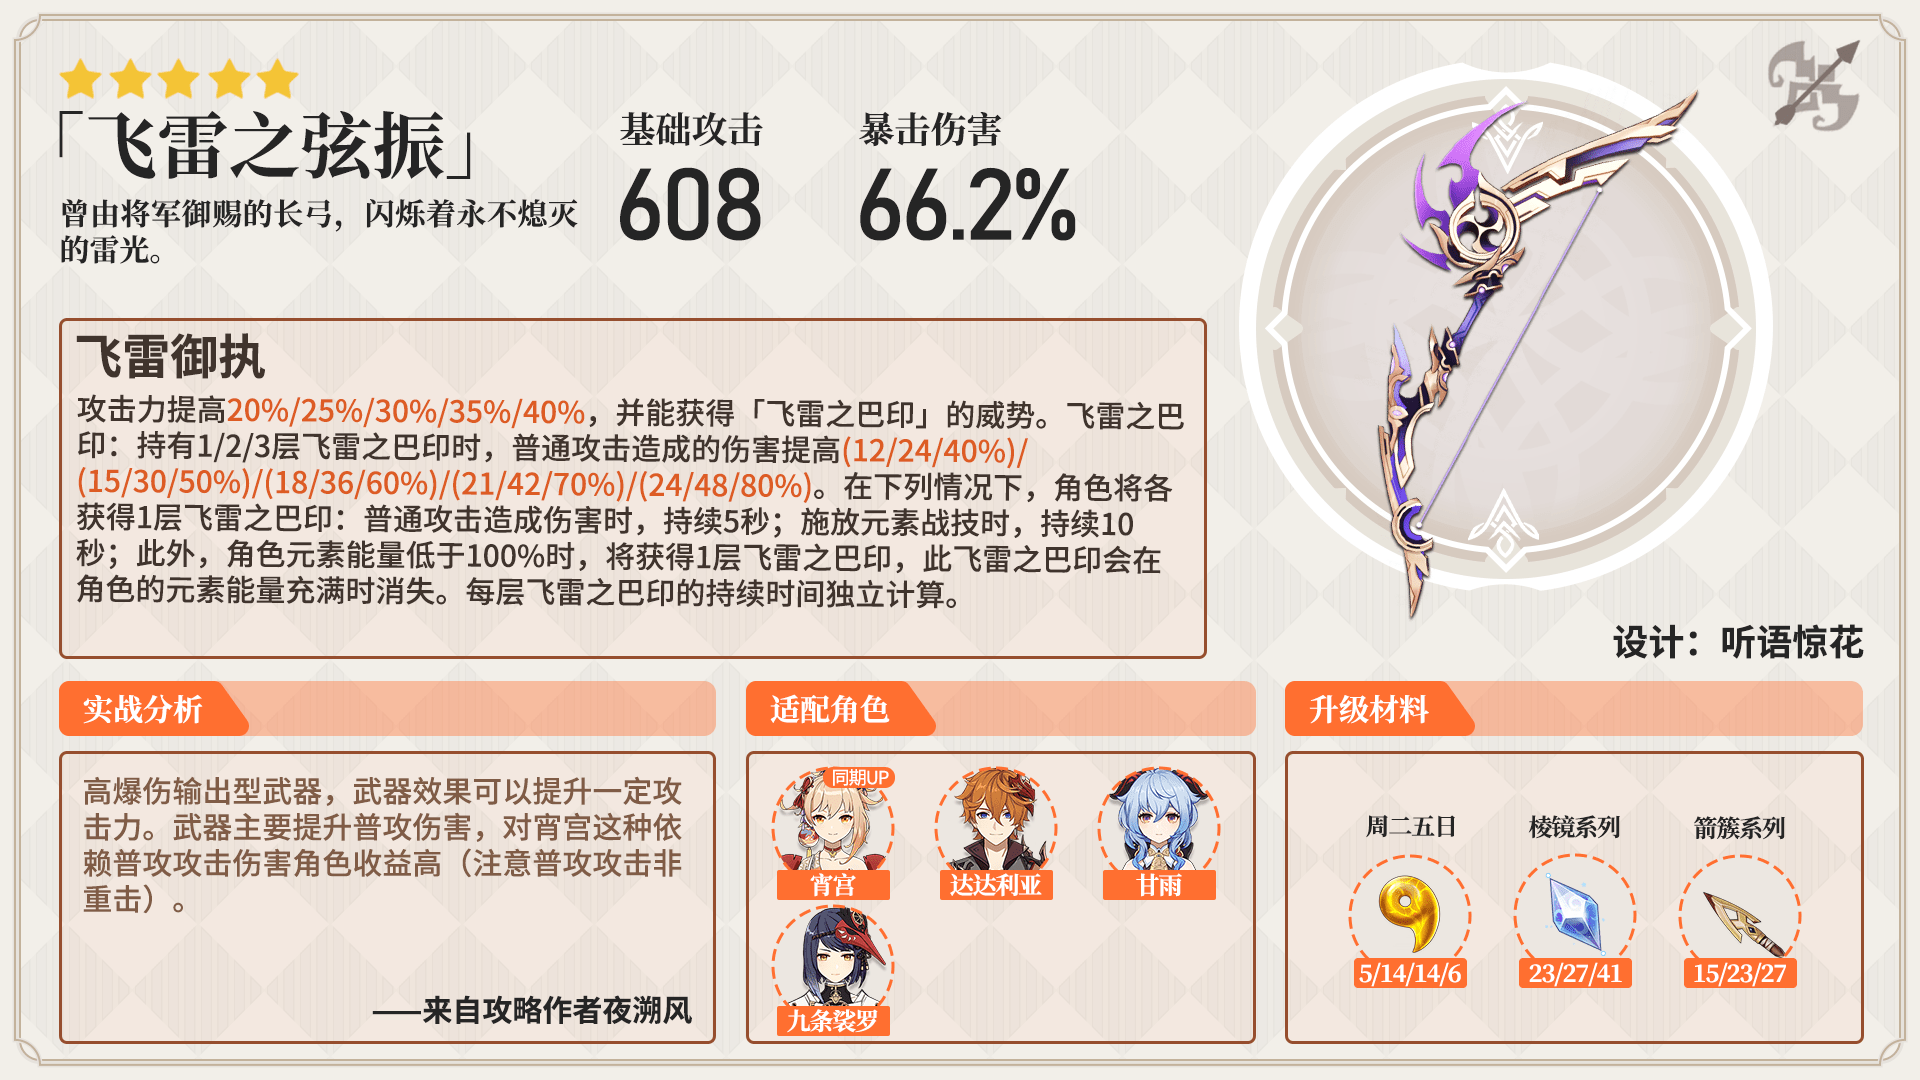 「飞雷之弦振」
曾由将军御赐的长弓，闪烁着永不熄灭
的雷光。
基础攻击
608
暴击伤害
66.2%
飞雷御执
攻击力提高20%/25%/30%/35%/40%，并能获得「飞雷之巴印」的威势。飞雷之巴
印：持有1/2/3层飞雷之巴印时，普通攻击造成的伤害提高(12/24/40%)/
(15/30/50%)/(18/36/60%)/(21/42/70%)/(24/48/80%)。在下列情况下，角色将各
获得1层飞雷之巴印：普通攻击造成伤害时，持续5秒；施放元素战技时，持续10
秒；此外，角色元素能量低于100%时，将获得1层飞雷之巴印，此飞雷之巴印会在
角色的元素能量充满时消失。每层飞雷之巴印的持续时间独立计算。
设计：听语惊花
实战分析
高爆伤输出型武器，武器效果可以提升一定攻
击力。武器主要提升普攻伤害，对宵宫这种依
赖普攻攻击伤害角色收益高（注意普攻攻击非
重击）。
——来自攻略作者夜溯风
适配角色
同期UP
宵宫
达达利亚
甘雨
九条裟罗
升级材料
周二五日
5/14/14/6
棱镜系列
23/27/41
箭簇系列
15/23/27